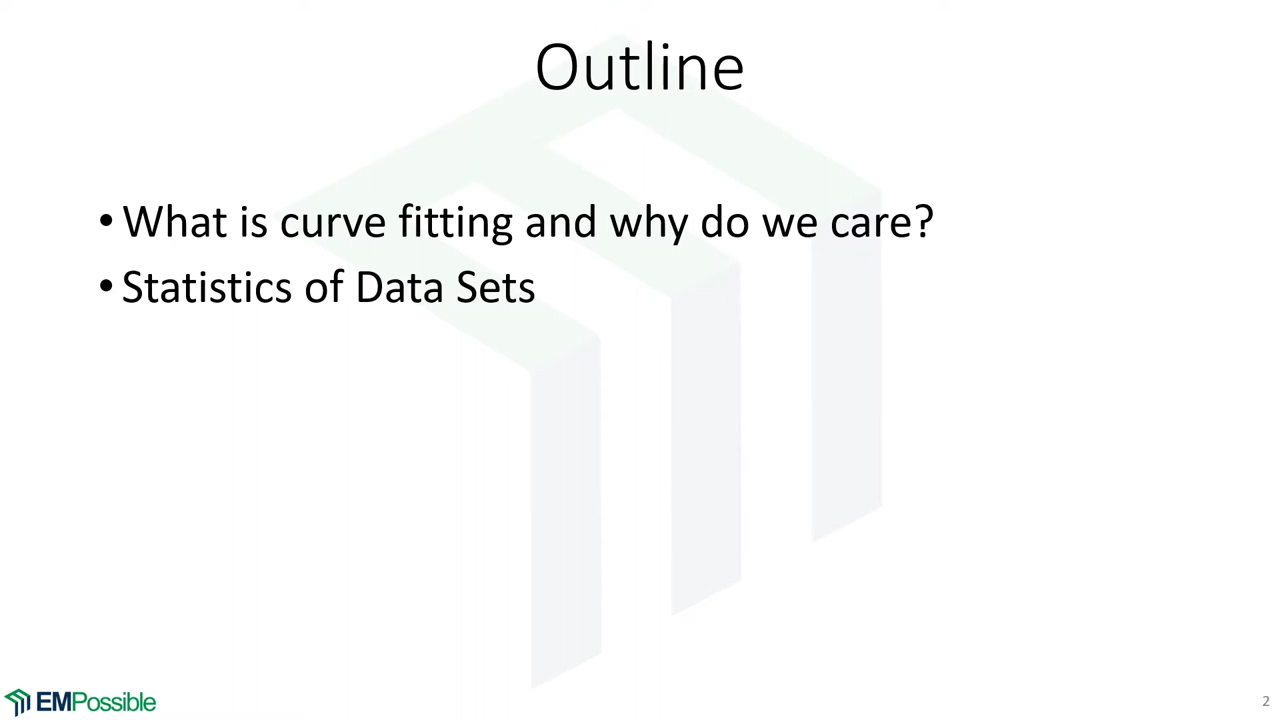 Outline
• What is curve fitting and why do we care?
• Statistics of Data Sets
EMPossible
2